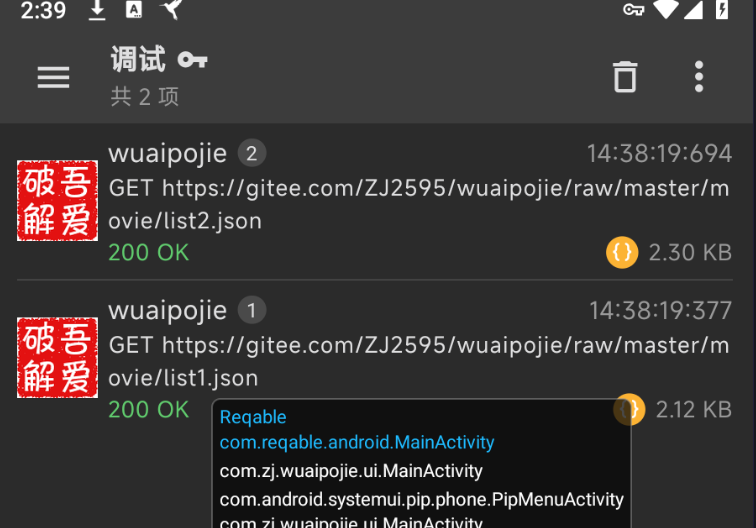 2:39
A
调试
共 2 项
wuaipojie 2 14:38:19:694
破吾
解爱
GET https://gitee.com/ZJ2595/wuaipojie/raw/master/m
ovie/list2.json
200 OK {} 2.30 KB
wuaipojie 1 14:38:19:377
破吾
解爱
GET https://gitee.com/ZJ2595/wuaipojie/raw/master/m
ovie/list1.json
200 OK {} 2.12 KB
Reqable
com.reqable.android.MainActivity
com.zj.wuaipojie.ui.MainActivity
com.android.systemui.pip.phone.PipMenuActivity
com.zj.wuaipojie.ui.MainActivity